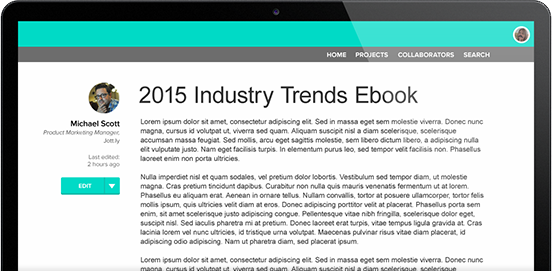 HOME PROJECTS COLLABORATORS SEARCH
2015 Industry Trends Ebook
Michael Scott
Product Marketing Manager,
Jott.ly
Last edited:
2 hours ago
EDIT
Lorem ipsum dolor sit amet, consectetur adipiscing elit. Sed in massa eget sem molestie viverra. Donec nunc
magna, cursus id volutpat ut, viverra sed quam. Aliquam suscipit nisl a diam scelerisque, scelerisque
accumsan massa feugiat. Sed mollis, arcu eget sagittis molestie, sem libero dictum libero, a adipiscing nulla
elit vulputate justo. Nam eget facilisis turpis. In elementum purus leo, sed tempor velit facilisis non. Phasellus
laoreet enim non porta ultricies.
Nulla imperdiet nisl et quam sodales, vel pretium dolor lobortis. Vestibulum sed tempor diam, ut molestie
magna. Cras pretium tincidunt dapibus. Curabitur non nulla quis mauris venenatis fermentum ut at lorem.
Phasellus eu aliquam erat. Aenean in ornare tellus. Nullam convallis, tortor at posuere ullamcorper, tortor felis
mollis ipsum, quis ultricies velit diam at eros. Donec adipiscing porttitor velit at placerat. Pellentesque a ultrices
enim, sit amet scelerisque justo adipiscing congue. Pellentesque vitae nibh fringilla, scelerisque dolor eget,
suscipit nisl. Sed iaculis pharetra mi at pretium. Donec laoreet erat turpis, vitae tempus ligula gravida at. Cras
lacinia lorem vel nunc ultricies, id tristique urna volutpat. Maecenas pulvinar risus vitae diam placerat, id
adipiscing odio adipiscing. Nam ut pharetra diam, sed placerat ipsum.
Lorem ipsum dolor sit amet, consectetur adipiscing elit. Sed in massa eget sem molestie viverra. Donec nunc